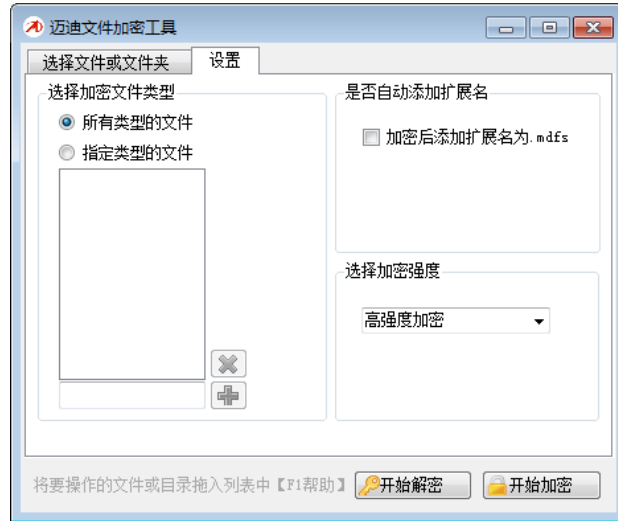 迈迪文件加密工具
选择文件或文件夹
设置
选择加密文件类型
所有类型的文件
指定类型的文件
是否自动添加扩展名
加密后添加扩展名为.mdfs
选择加密强度
高强度加密
将要操作的文件或目录拖入列表中【F1帮助】
开始解密
开始加密